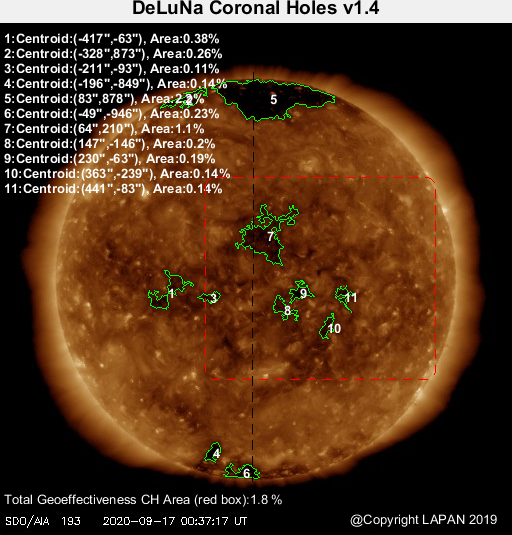 DeLuNa Coronal Holes v1.4
1:Centroid:(-417",-63"), Area:0.38%
2:Centroid:(-328",873"), Area:0.26%
3:Centroid:(-211",-93"), Area:0.11%
4:Centroid:(-196",-849"), Area:0.14%
5:Centroid:(83",878"), Area:2.2%
6:Centroid:(-49",-946"), Area:0.23%
7:Centroid:(64",210"), Area:1.1%
8:Centroid:(147",-146"), Area:0.2%
9:Centroid:(230",-63"), Area:0.19%
10:Centroid:(363",-239"), Area:0.14%
11:Centroid:(441",-83"), Area:0.14%
2
5
7
1
3
9
11
8
10
4
6
Total Geoeffectiveness CH Area (red box):1.8 %
SDO/AIA 193 2020-09-17 00:37:17 UT
@Copyright LAPAN 2019